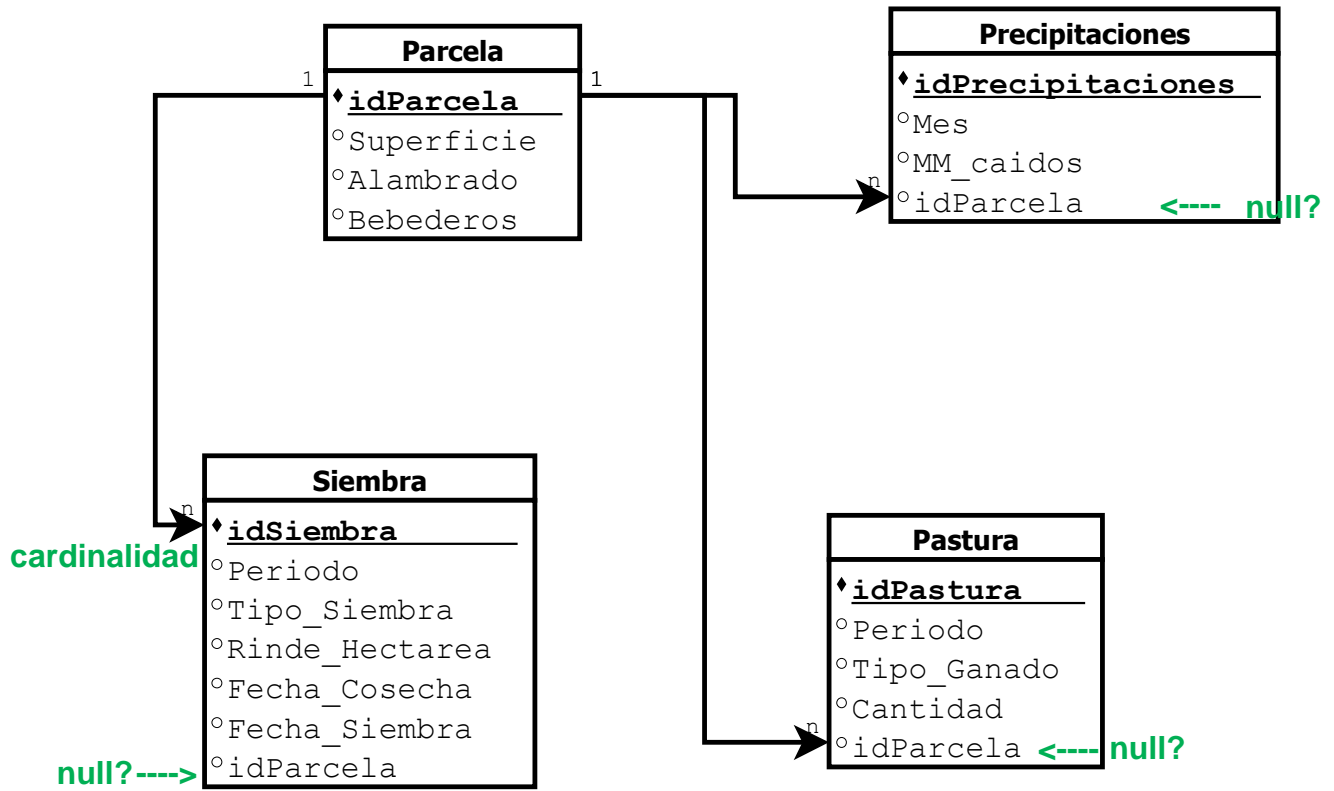 Parcela
1
1
idParcela
Superficie
Alambrado
Bebederos
Precipitaciones
idPrecipitaciones
Mes
MM_caidos
n
idParcela <---- null?
Siembra
n
idSiembra
cardinalidad
Periodo
Tipo_Siembra
Rinde_Hectarea
Fecha_Cosecha
Fecha_Siembra
null?----> idParcela
Pastura
idPastura
Periodo
Tipo_Ganado
Cantidad
n
idParcela <---- null?